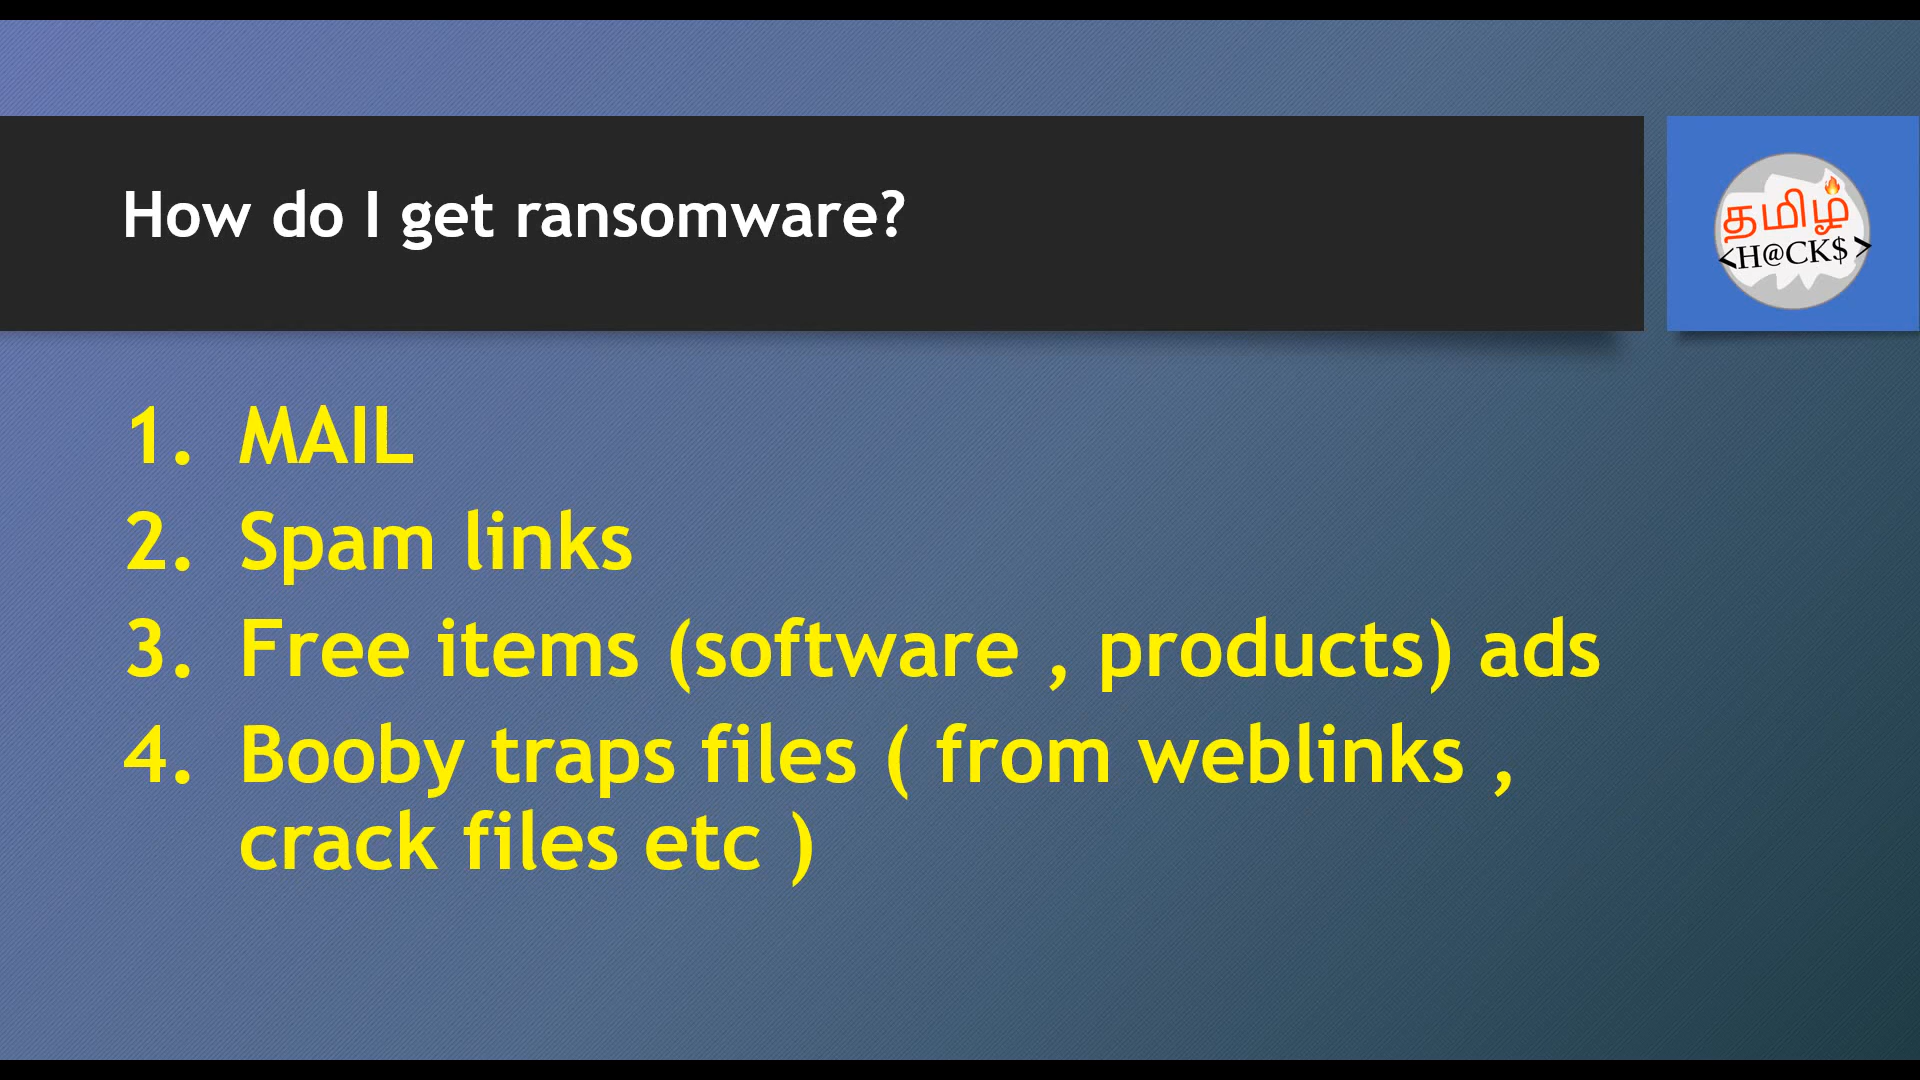 How do I get ransomware?
தமிழ்
<H@CK$>
1. MAIL
2. Spam links
3. Free items (software , products) ads
4. Booby traps files ( from weblinks ,
crack files etc )